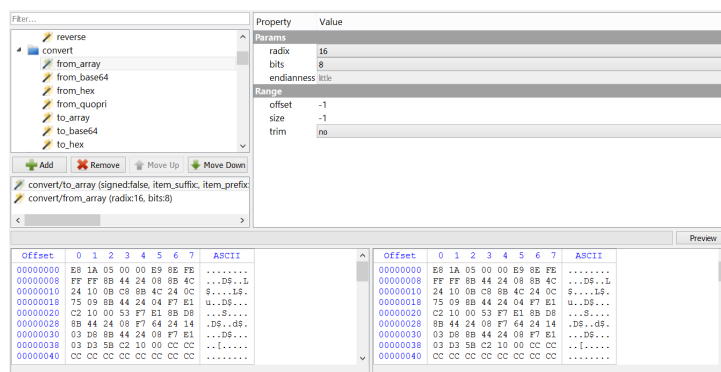 Filter...
reverse
convert
from_array
from_base64
from_hex
from_quopri
to_array
to_base64
to_hex
Add Remove Move Up Move Down
convert/to_array (signed:false, item_suffix:, item_prefix:
convert/from_array (radix:16, bits:8)
Property Value
Params
radix 16
bits 8
endianness little
Range
offset -1
size -1
trim no
Preview
Offset 0 1 2 3 4 5 6 7 ASCII
00000000 E8 1A 05 00 00 E9 8E FE ........
00000008 FF FF 8B 44 24 08 8B 4C ...D$..L
00000010 24 10 0B C8 8B 4C 24 0C $....L$.
00000018 75 09 8B 44 24 04 F7 E1 u..D$...
00000020 C2 10 00 53 F7 E1 8B D8 ...S....
00000028 8B 44 24 08 F7 64 24 14 .D$..d$.
00000030 03 D8 8B 44 24 08 F7 E1 ...D$...
00000038 03 D3 5B C2 10 00 CC CC ..[.....
00000040 CC CC CC CC CC CC CC CC ........
Offset 0 1 2 3 4 5 6 7 ASCII
00000000 E8 1A 05 00 00 E9 8E FE ........
00000008 FF FF 8B 44 24 08 8B 4C ...D$..L
00000010 24 10 0B C8 8B 4C 24 0C $....L$.
00000018 75 09 8B 44 24 04 F7 E1 u..D$...
00000020 C2 10 00 53 F7 E1 8B D8 ...S....
00000028 8B 44 24 08 F7 64 24 14 .D$..d$.
00000030 03 D8 8B 44 24 08 F7 E1 ...D$...
00000038 03 D3 5B C2 10 00 CC CC ..[.....
00000040 CC CC CC CC CC CC CC CC ........